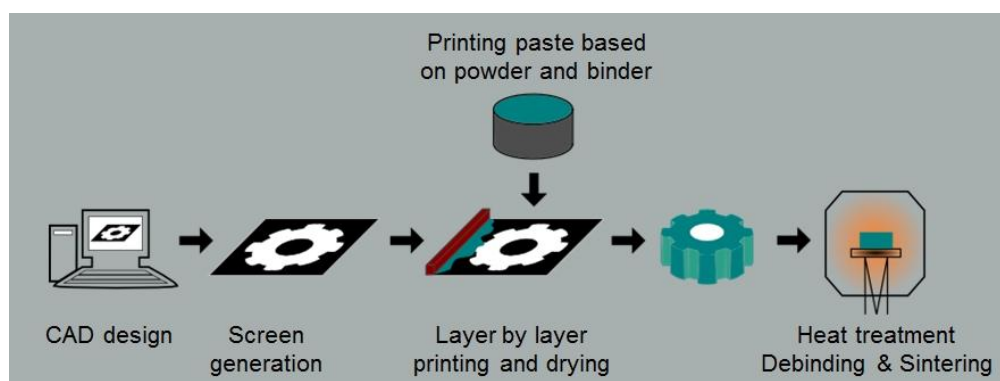 Printing paste based
on powder and binder
CAD design
Screen
generation
Layer by layer
printing and drying
Heat treatment
Debinding & Sintering